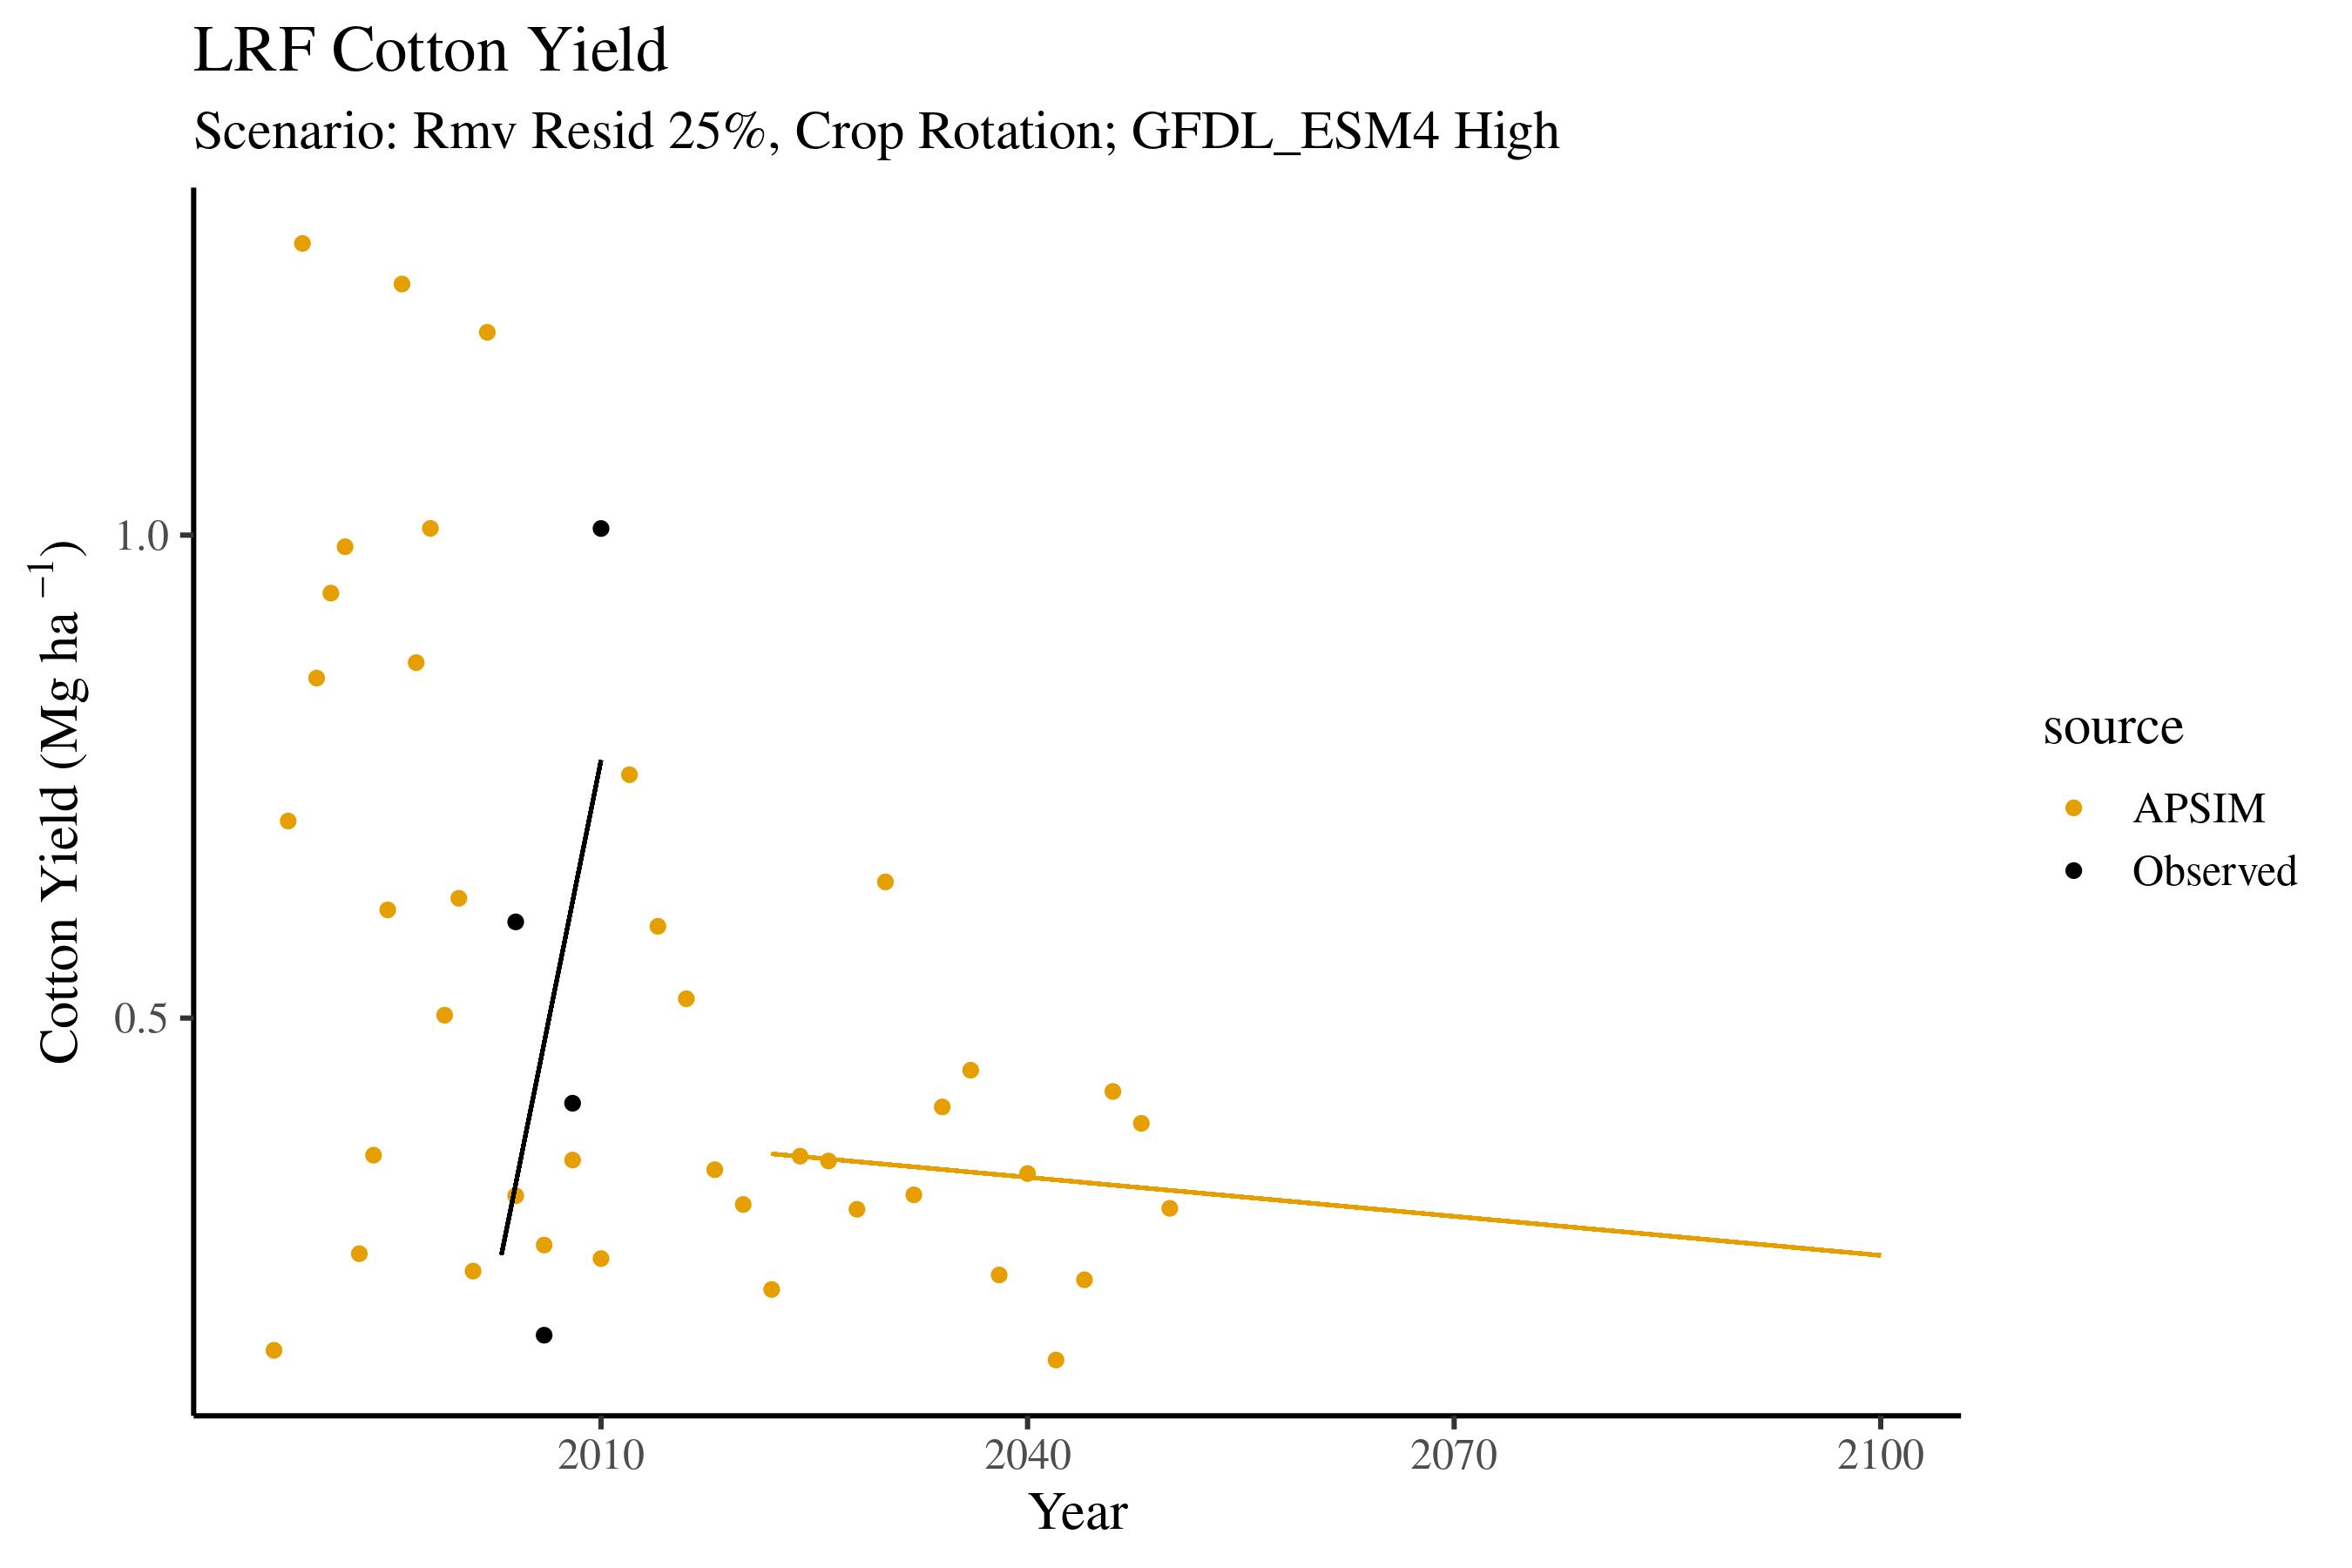 LRF Cotton Yield
Scenario: Rmv Resid 25%, Crop Rotation; GFDL_ESM4 High
Cotton Yield (Mg ha −1)
1.0
0.5
2010
2040
2070
2100
Year
source
APSIM
Observed